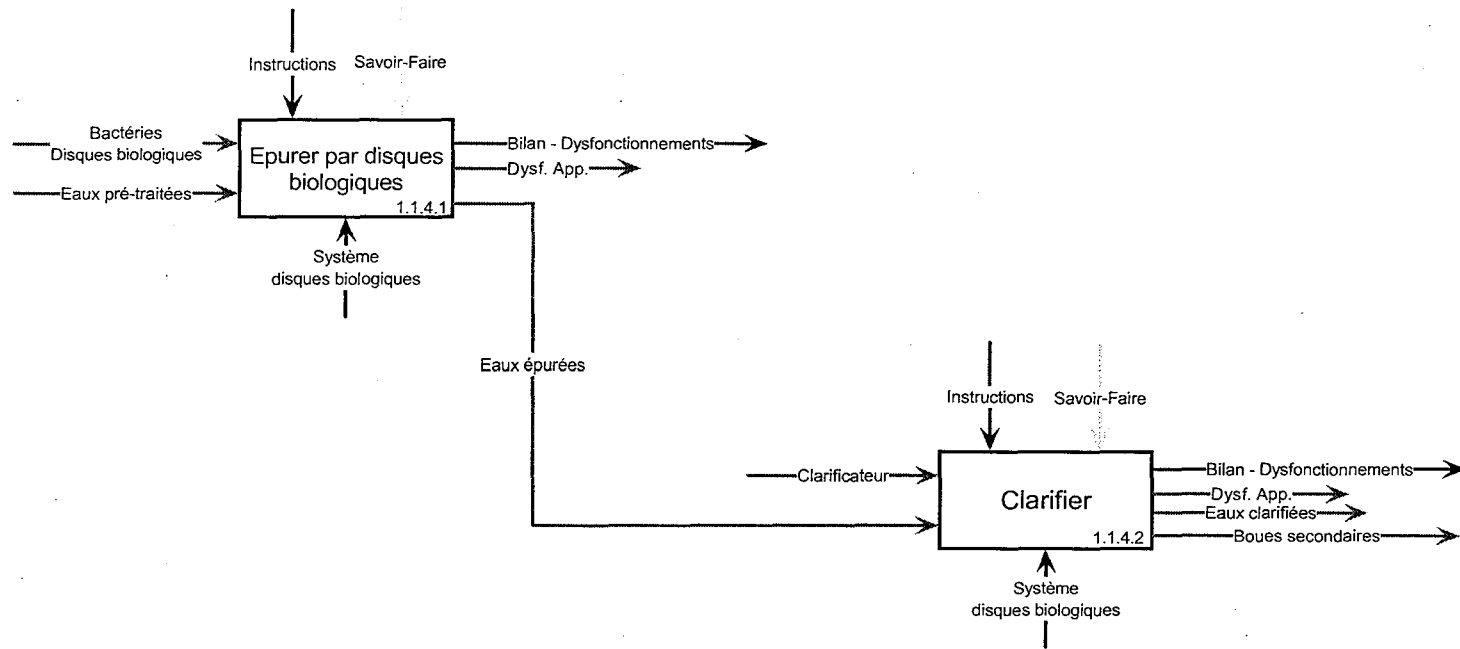 Instructions
Savoir-Faire
Bactéries
Disques biologiques
Eaux pré-traitées
Epurer par disques
biologiques
1.1.4.1
Bilan - Dysfonctionnements
Dysf. App.
Système
disques biologiques
Eaux épurées
Instructions
Savoir-Faire
Clarificateur
Clarifier
1.1.4.2
Bilan - Dysfonctionnements
Dysf. App.
Eaux clarifiées
Boues secondaires
Système
disques biologiques